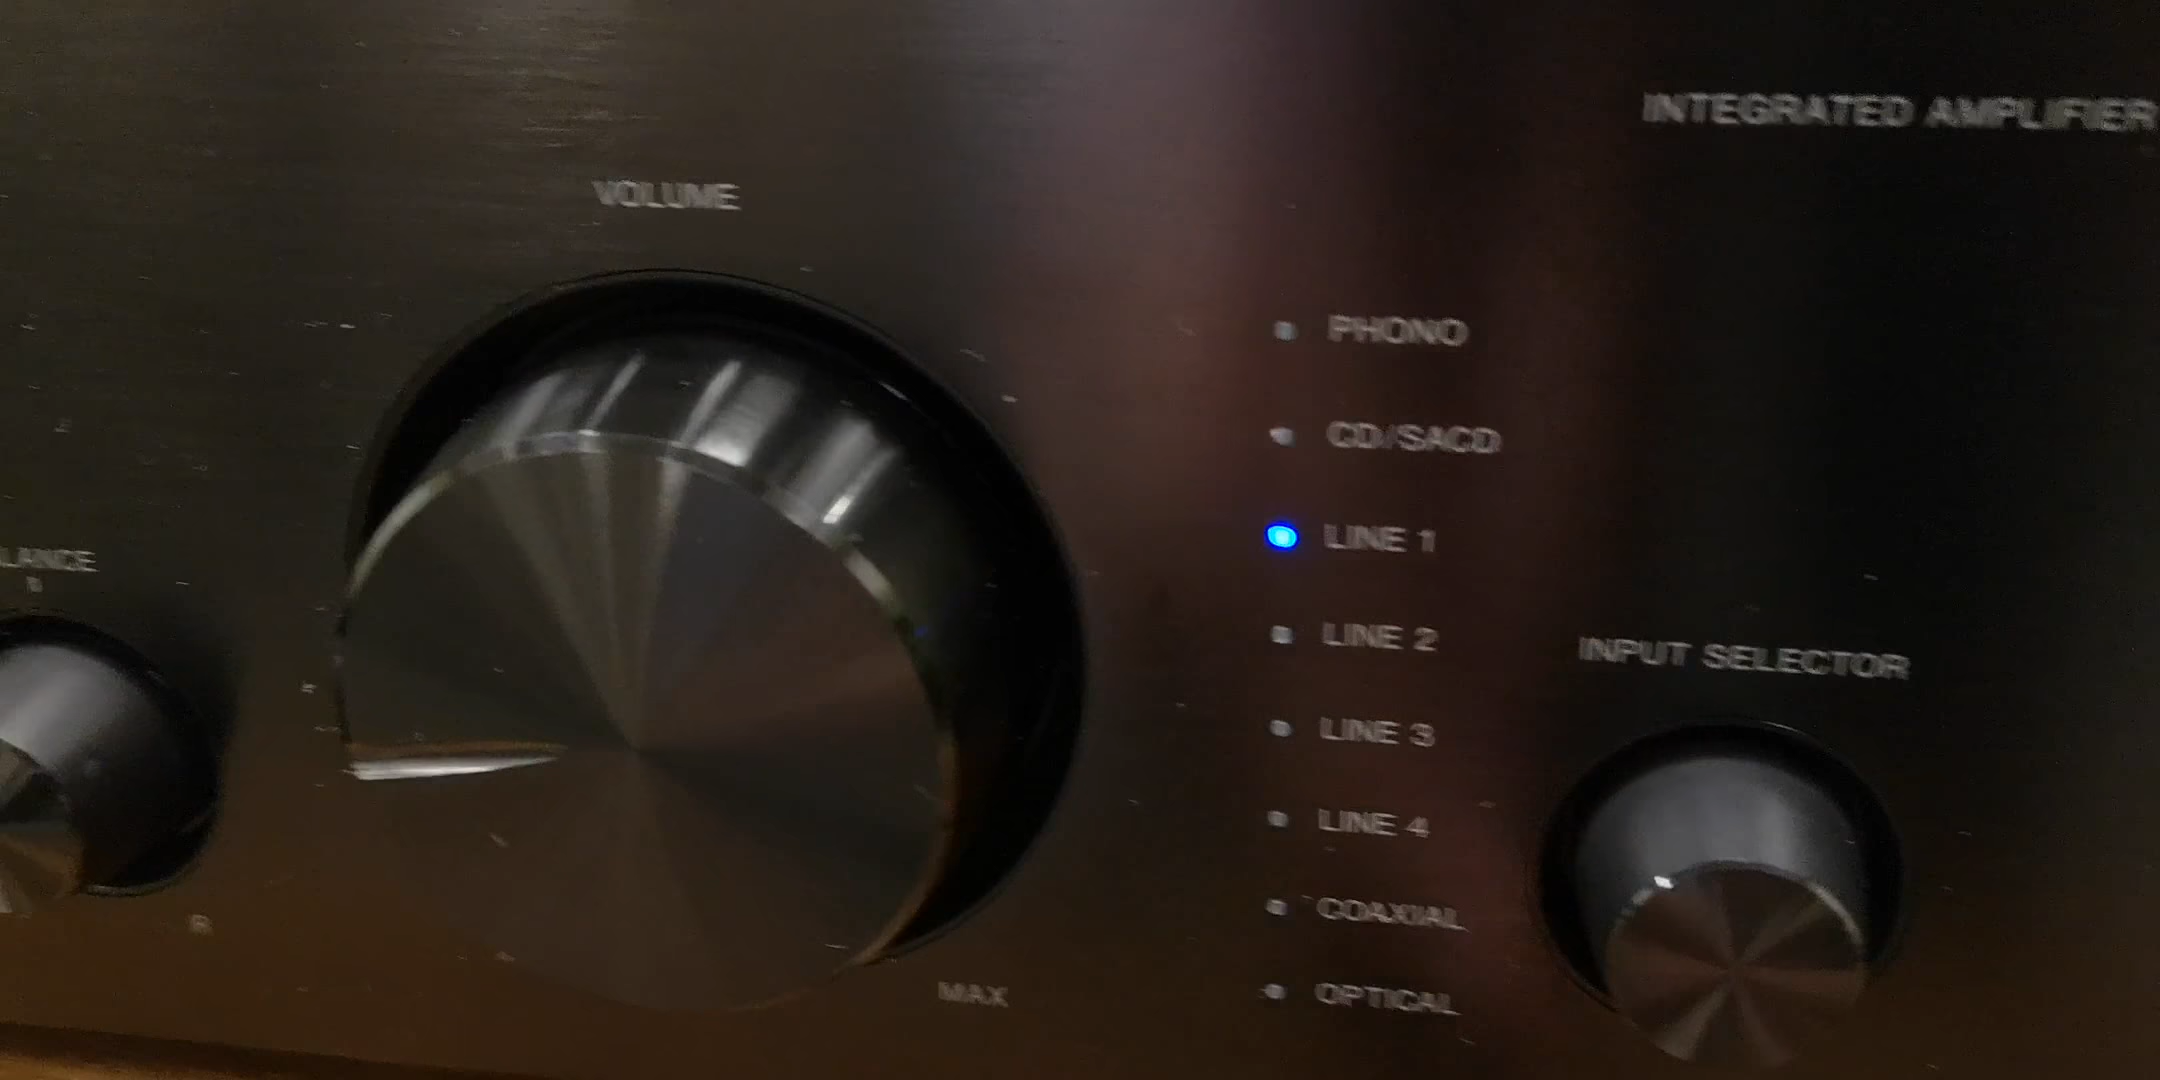 INTEGRATED AMPLIFIER
VOLUME
PHONO
CD/SACD
LINE 1
LANCE
LINE 2
INPUT SELECTOR
LINE 3
LINE 4
COAXIAL
R
MAX
OPTICAL